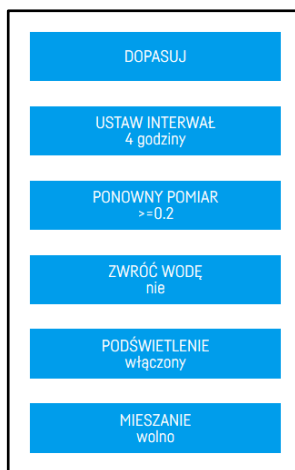 DOPASUJ
USTAW INTERWAŁ
4 godziny
PONOWNY POMIAR
>=0.2
ZWRÓĆ WODĘ
nie
PODŚWIETLENIE
włączony
MIESZANIE
wolno